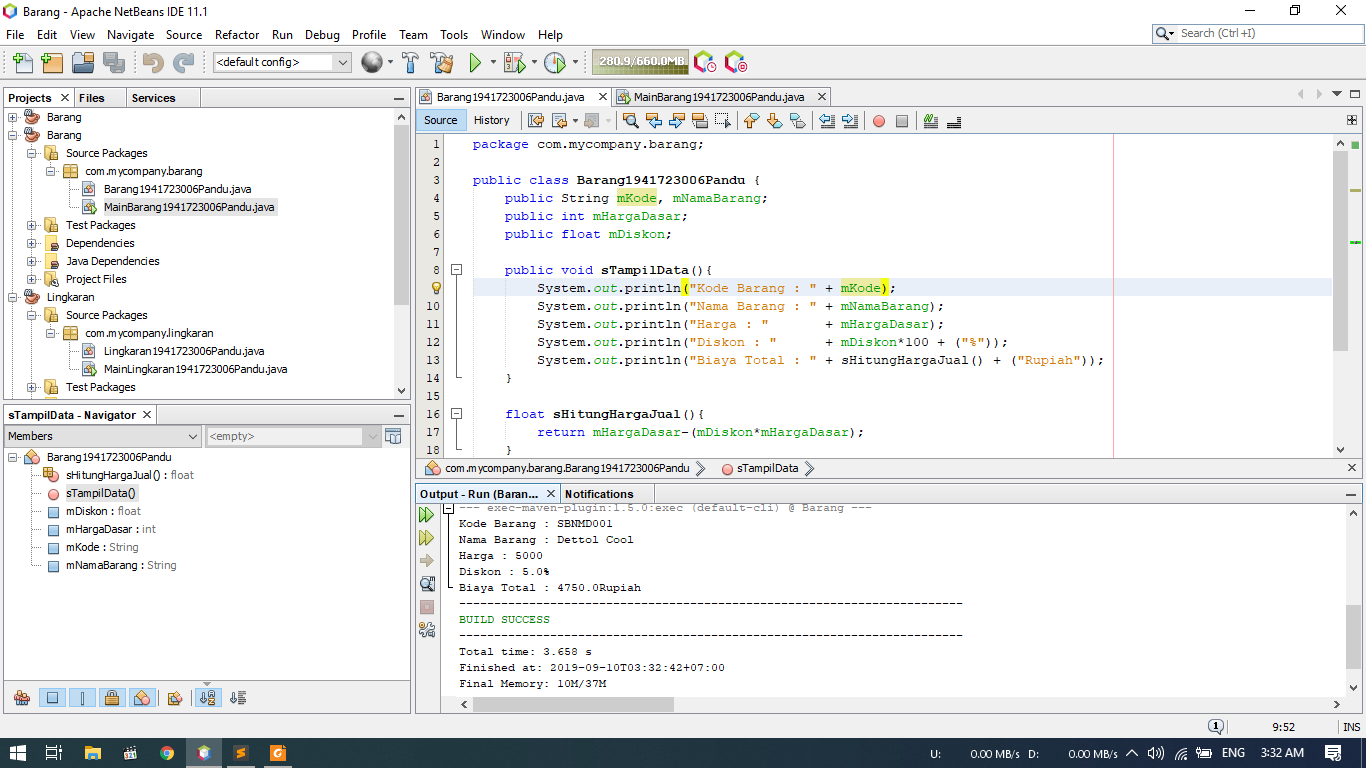 Barang - Apache NetBeans IDE 11.1
File Edit View Navigate Source Refactor Run Debug Profile Team Tools Window Help
Search (Ctrl+I)
<default config>
280.9/660.0MB
Projects Files Services
Barang
Barang
Source Packages
com.mycompany.barang
Barang1941723006Pandu.java
MainBarang1941723006Pandu.java
Test Packages
Dependencies
Java Dependencies
Project Files
Lingkaran
Source Packages
com.mycompany.lingkaran
Lingkaran1941723006Pandu.java
MainLingkaran1941723006Pandu.java
Test Packages
sTampilData - Navigator
Members <empty>
Barang1941723006Pandu
sHitungHargaJual() : float
sTampilData()
mDiskon : float
mHargaDasar : int
mKode : String
mNamaBarang : String
Barang1941723006Pandu.java MainBarang1941723006Pandu.java
Source History
1 package com.mycompany.barang;
2
3 public class Barang1941723006Pandu {
4 public String mKode, mNamaBarang;
5 public int mHargaDasar;
6 public float mDiskon;
7
8 public void sTampilData(){
System.out.println("Kode Barang : " + mKode);
10 System.out.println("Nama Barang : " + mNamaBarang);
11 System.out.println("Harga : " + mHargaDasar);
12 System.out.println("Diskon : " + mDiskon*100 + ("%"));
13 System.out.println("Biaya Total : " + sHitungHargaJual() + ("Rupiah"));
14 }
15
16 float sHitungHargaJual(){
17 return mHargaDasar-(mDiskon*mHargaDasar);
18 }
com.mycompany.barang.Barang1941723006Pandu sTampilData
Output - Run (Baran... Notifications
--- exec-maven-plugin:1.5.0:exec (default-cli) @ Barang ---
Kode Barang : SBNMD001
Nama Barang : Dettol Cool
Harga : 5000
Diskon : 5.0%
Biaya Total : 4750.0Rupiah
------------------------------------------------------------------------
BUILD SUCCESS
------------------------------------------------------------------------
Total time: 3.658 s
Finished at: 2019-09-10T03:32:42+07:00
Final Memory: 10M/37M
1 9:52 INS
U: 0.00 MB/s D: 0.00 MB/s ENG 3:32 AM